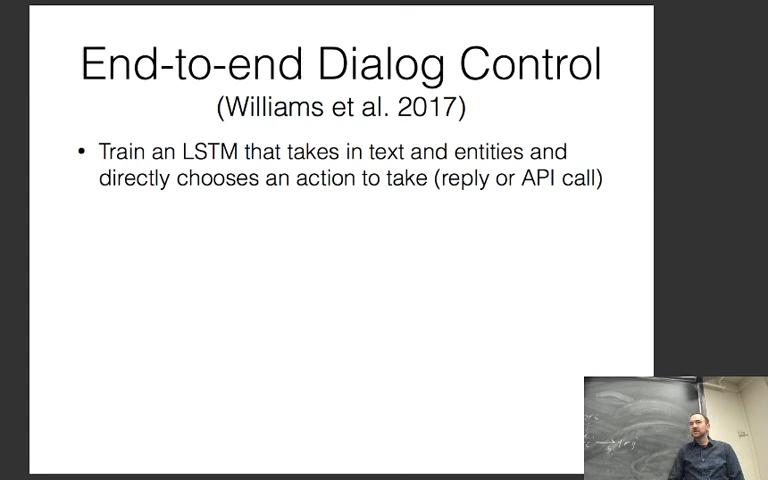 End-to-end Dialog Control
(Williams et al. 2017)
• Train an LSTM that takes in text and entities and
directly chooses an action to take (reply or API call)